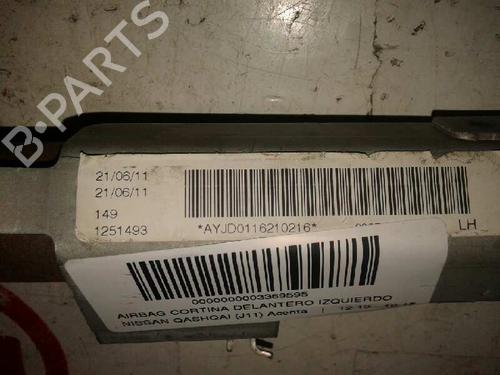 B-PARTS
21/06/11
21/06/11
149
1251493
*AYJD0116210216*
LH
0000000003359595
AIRBAG CORTINA DELANTERO IZQUIERDO
NISSAN QASHQAI (J11) Acenta |